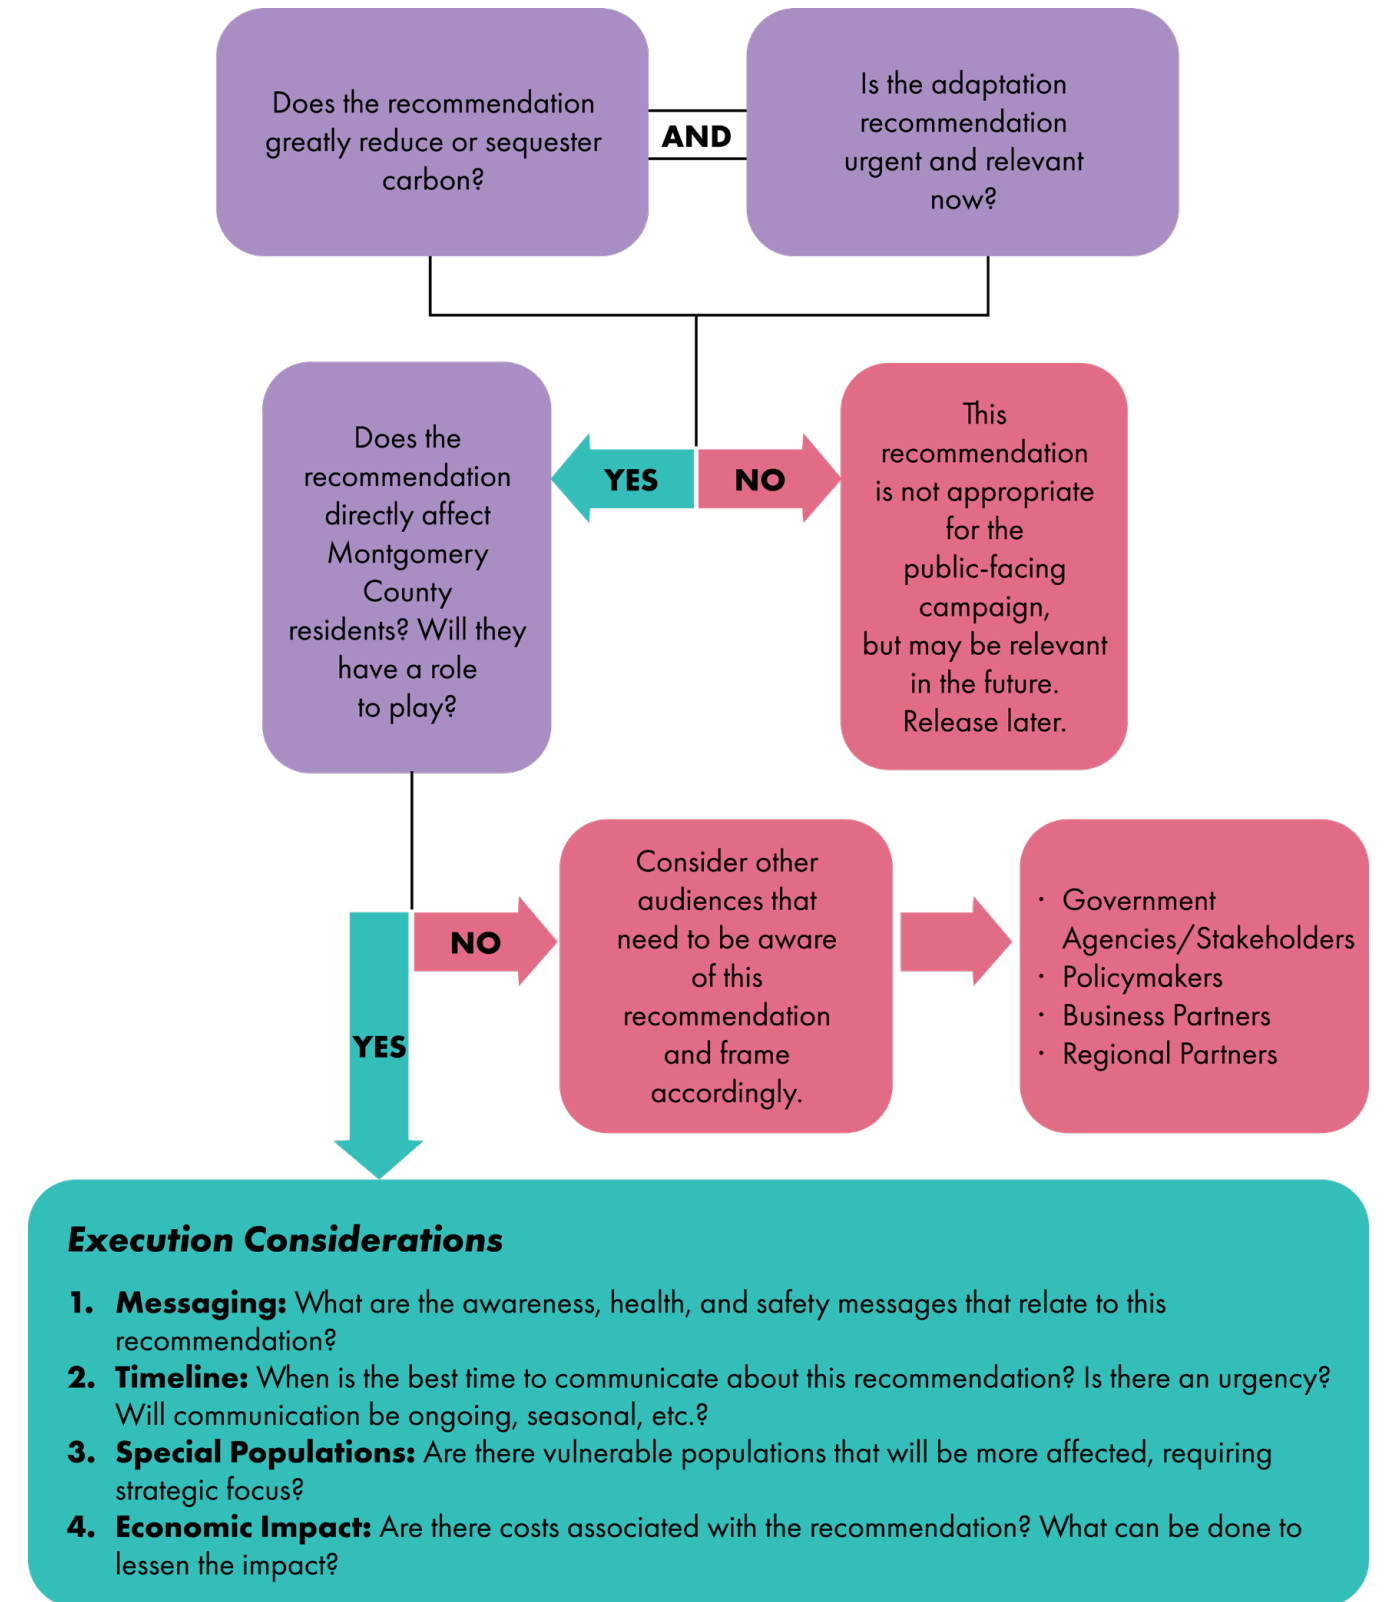 Does the recommendation
greatly reduce or sequester
carbon?
AND
Is the adaptation
recommendation
urgent and relevant
now?
Does the
recommendation
directly affect
Montgomery
County
residents? Will they
have a role
to play?
YES
NO
This
recommendation
is not appropriate
for the
public-facing
campaign,
but may be relevant
in the future.
Release later.
YES
NO
Consider other
audiences that
need to be aware
of this
recommendation
and frame
accordingly.
· Government
Agencies/Stakeholders
· Policymakers
· Business Partners
· Regional Partners
Execution Considerations
1. Messaging: What are the awareness, health, and safety messages that relate to this
recommendation?
2. Timeline: When is the best time to communicate about this recommendation? Is there an urgency?
Will communication be ongoing, seasonal, etc.?
3. Special Populations: Are there vulnerable populations that will be more affected, requiring
strategic focus?
4. Economic Impact: Are there costs associated with the recommendation? What can be done to
lessen the impact?